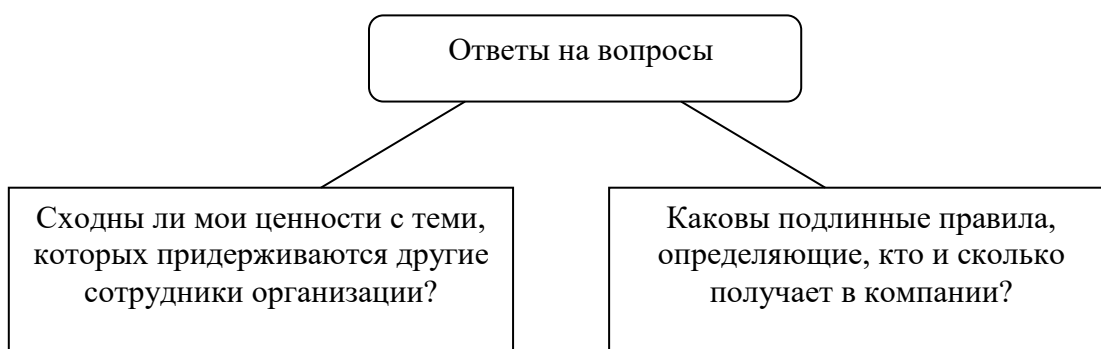 Ответы на вопросы
Сходны ли мои ценности с теми,
которых придерживаются другие
сотрудники организации?
Каковы подлинные правила,
определяющие, кто и сколько
получает в компании?